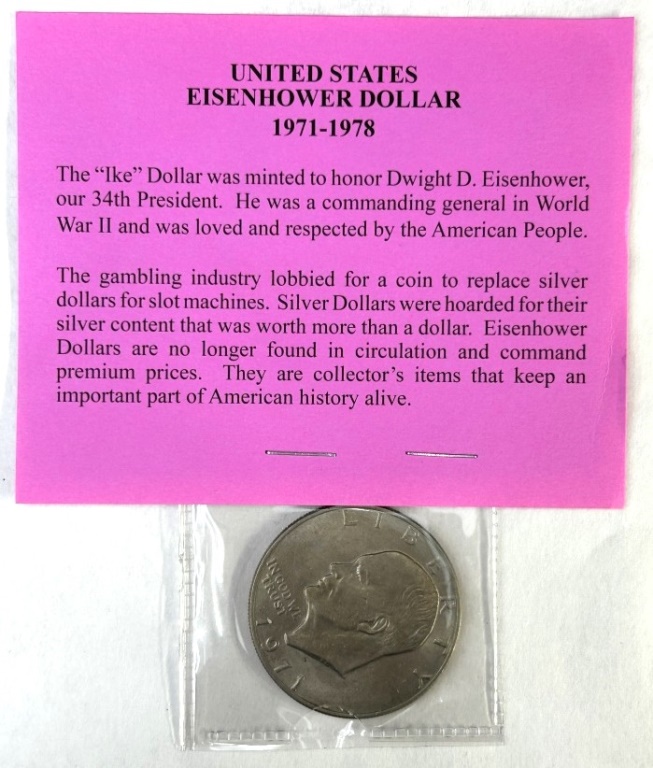 UNITED STATES
EISENHOWER DOLLAR
1971-1978
The “Ike” Dollar was minted to honor Dwight D. Eisenhower,
our 34th President. He was a commanding general in World
War II and was loved and respected by the American People.
The gambling industry lobbied for a coin to replace silver
dollars for slot machines. Silver Dollars were hoarded for their
silver content that was worth more than a dollar. Eisenhower
Dollars are no longer found in circulation and command
premium prices. They are collector’s items that keep an
important part of American history alive.
LIBERTY
IN GOD WE
TRUST
1971